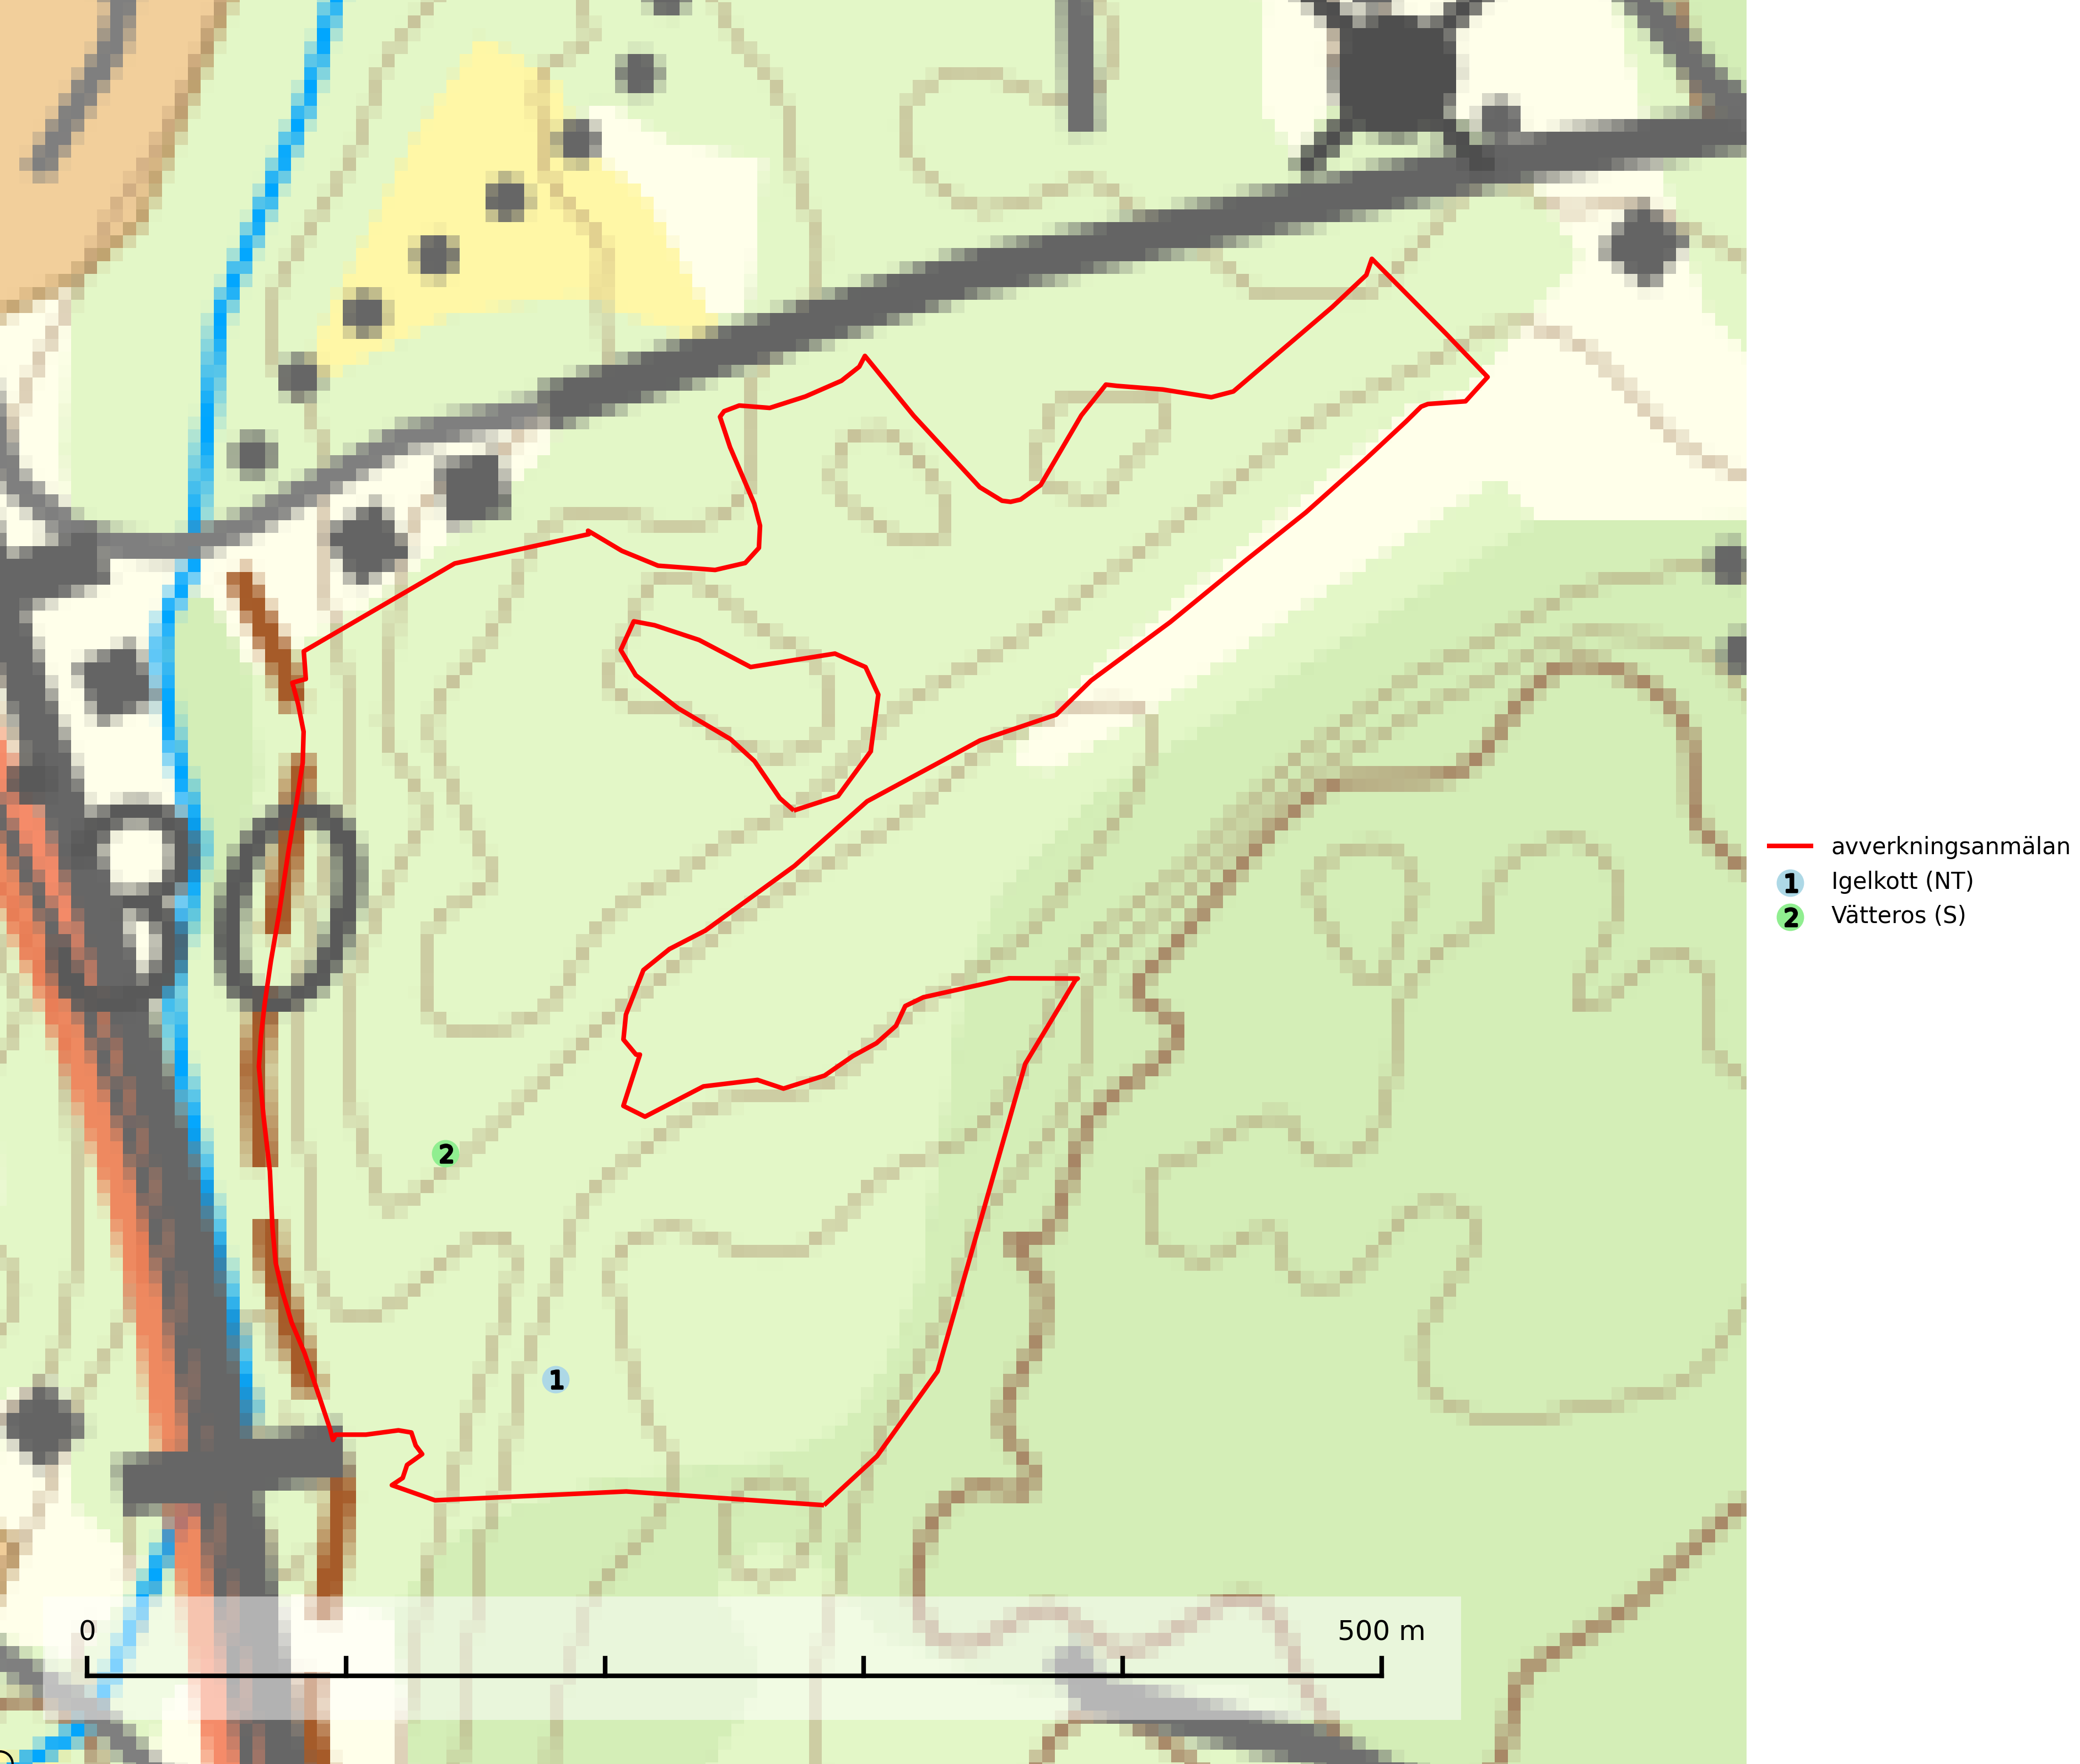 avverkningsanmälan
1 Igelkott (NT)
2 Vätteros (S)
2
1
0 500 m